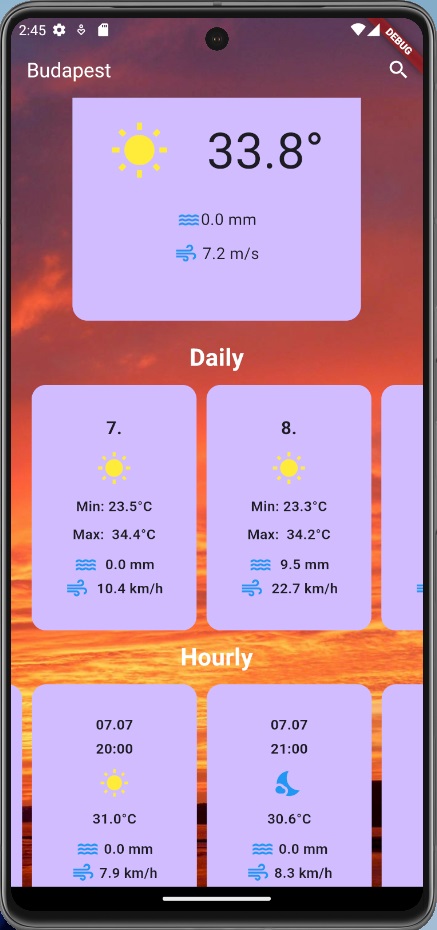 2:45
DEBUG
Budapest
33.8°
0.0 mm
7.2 m/s
Daily
7.
Min: 23.5°C
Max: 34.4°C
0.0 mm
10.4 km/h
8.
Min: 23.3°C
Max: 34.2°C
9.5 mm
22.7 km/h
Hourly
07.07
20:00
31.0°C
0.0 mm
7.9 km/h
07.07
21:00
30.6°C
0.0 mm
8.3 km/h